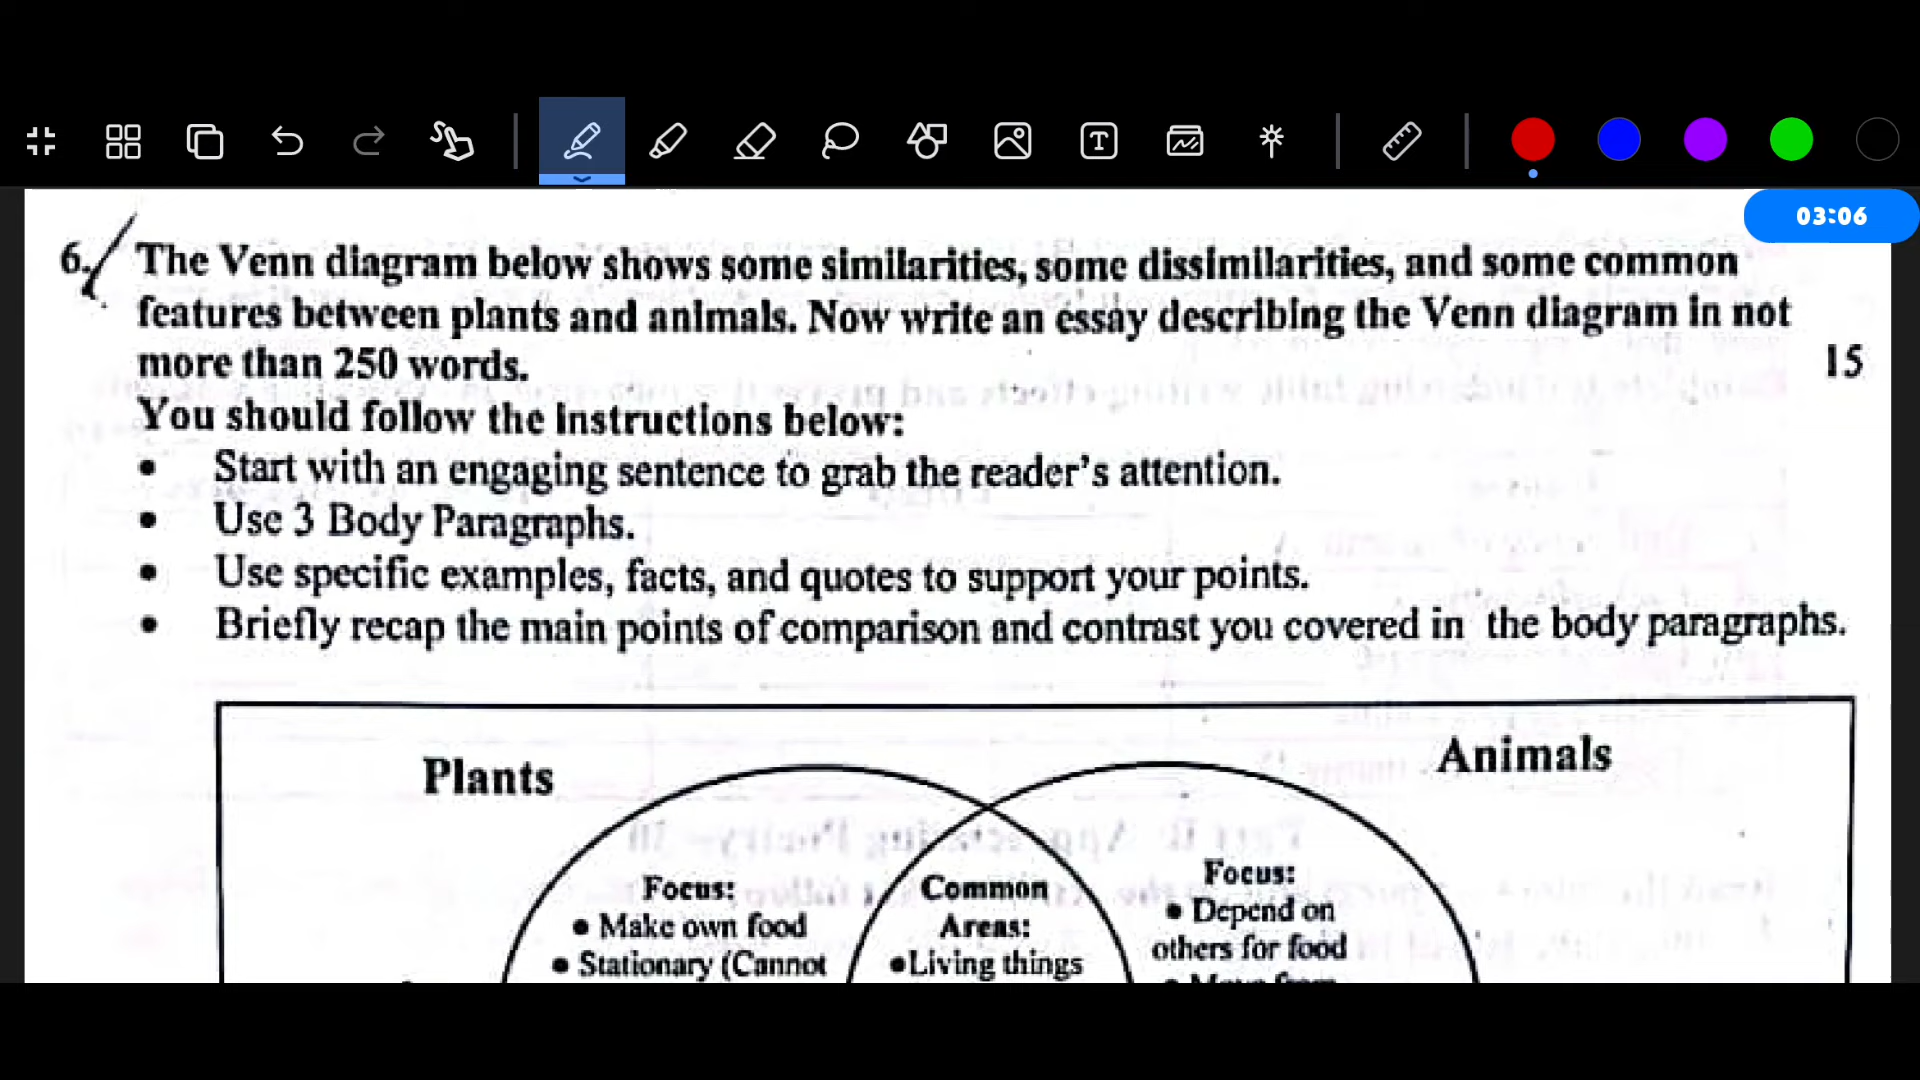 03:06
6. The Venn diagram below shows some similarities, some dissimilarities, and some common
features between plants and animals. Now write an essay describing the Venn diagram in not
more than 250 words.
15
You should follow the instructions below:
• Start with an engaging sentence to grab the reader's attention.
• Use 3 Body Paragraphs.
• Use specific examples, facts, and quotes to support your points.
• Briefly recap the main points of comparison and contrast you covered in the body paragraphs.
Plants
Animals
Focus:
• Make own food
• Stationary (Cannot
Common
Areas:
•Living things
Focus:
• Depend on
others for food
• Move from